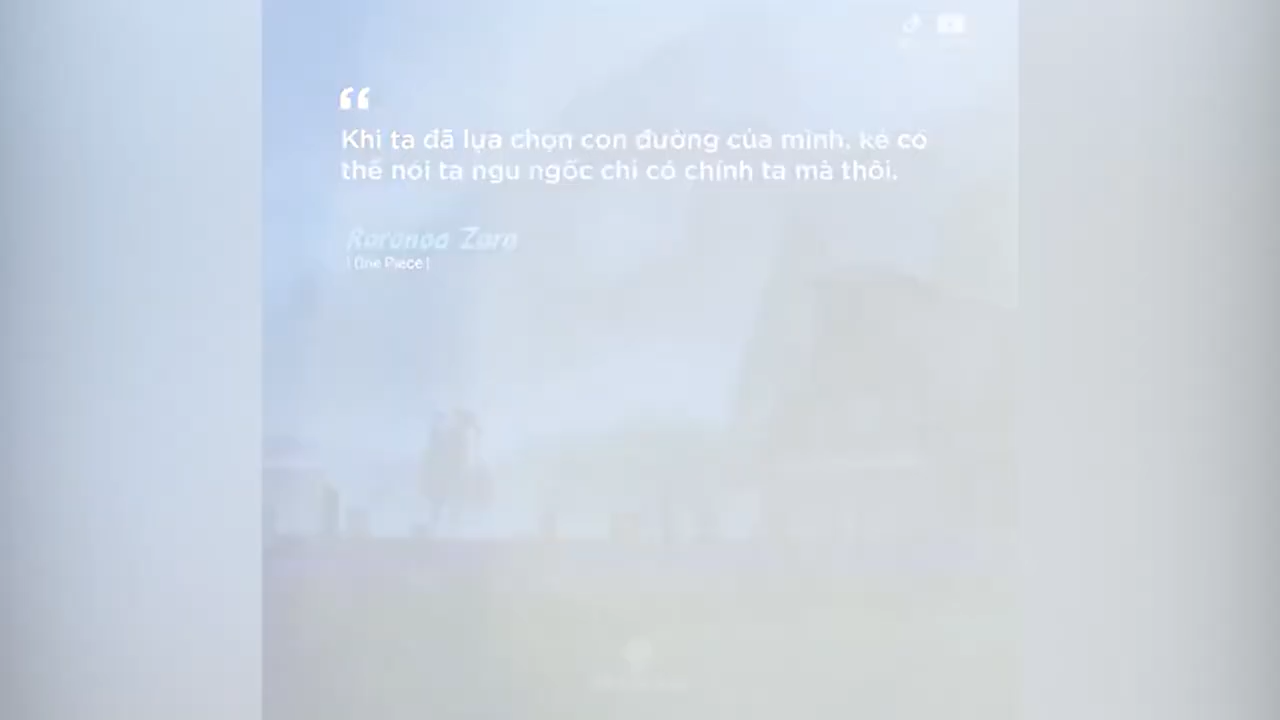 “
Khi ta đã lựa chọn con đường của mình, kẻ có
thể nói ta ngu ngốc chỉ có chính ta mà thôi.
Roronoa Zoro
( One Piece )